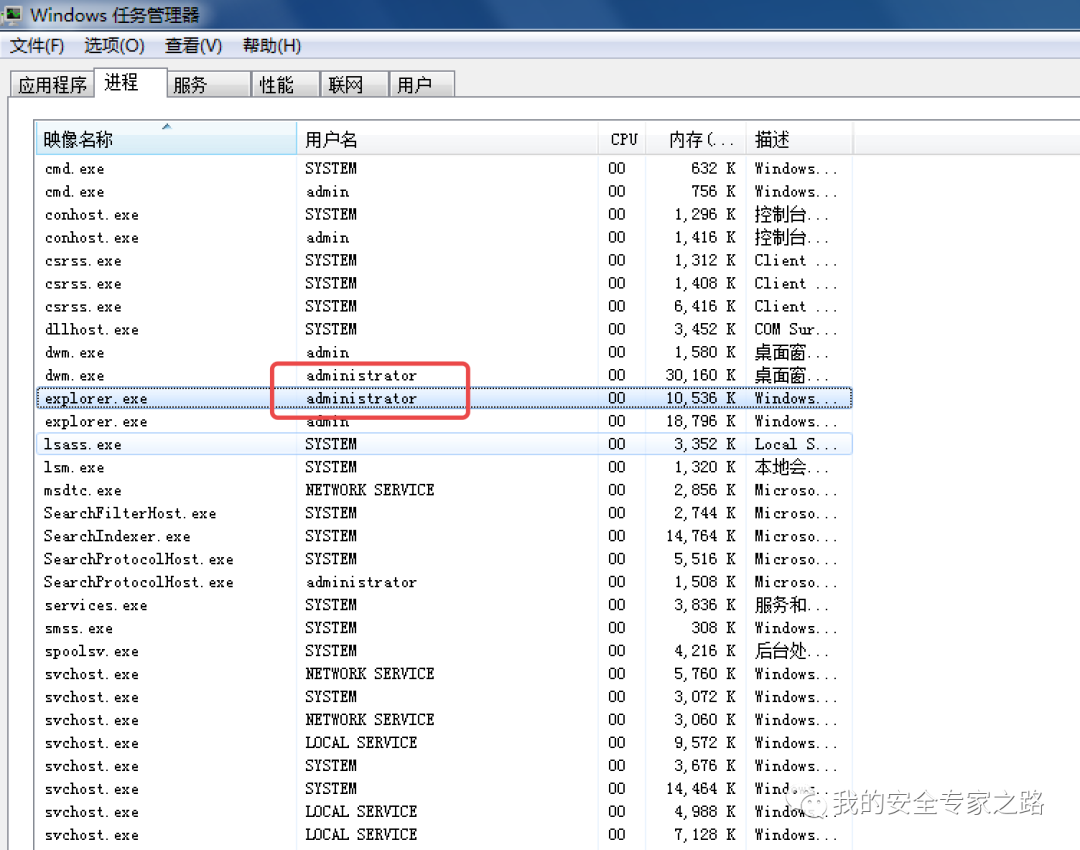 Windows 任务管理器
文件(F) 选项(O) 查看(V) 帮助(H)
应用程序 进程 服务 性能 联网 用户
映像名称 用户名 CPU 内存(... 描述
cmd.exe SYSTEM 00 632 K Windows...
cmd.exe admin 00 756 K Windows...
conhost.exe SYSTEM 00 1,296 K 控制台...
conhost.exe admin 00 1,416 K 控制台...
csrss.exe SYSTEM 00 1,312 K Client ...
csrss.exe SYSTEM 00 1,408 K Client ...
csrss.exe SYSTEM 00 6,416 K Client ...
dllhost.exe SYSTEM 00 3,452 K COM Sur...
dwm.exe admin 00 1,580 K 桌面窗...
dwm.exe administrator 00 30,160 K 桌面窗...
explorer.exe administrator 00 10,536 K Windows...
explorer.exe admin 00 18,796 K Windows...
lsass.exe SYSTEM 00 3,352 K Local S...
lsm.exe SYSTEM 00 1,320 K 本地会...
msdtc.exe NETWORK SERVICE 00 2,856 K Microso...
SearchFilterHost.exe SYSTEM 00 2,744 K Microso...
SearchIndexer.exe SYSTEM 00 14,764 K Microso...
SearchProtocolHost.exe SYSTEM 00 5,516 K Microso...
SearchProtocolHost.exe administrator 00 1,508 K Microso...
services.exe SYSTEM 00 3,836 K 服务和...
smss.exe SYSTEM 00 308 K Windows...
spoolsv.exe SYSTEM 00 4,216 K 后台处...
svchost.exe NETWORK SERVICE 00 5,760 K Windows...
svchost.exe SYSTEM 00 3,072 K Windows...
svchost.exe NETWORK SERVICE 00 3,060 K Windows...
svchost.exe LOCAL SERVICE 00 9,572 K Windows...
svchost.exe SYSTEM 00 3,676 K Windows...
svchost.exe SYSTEM 00 14,464 K Windows...
svchost.exe LOCAL SERVICE 00 4,988 K Windows...
svchost.exe LOCAL SERVICE 00 7,128 K Windows...
我的安全专家之路